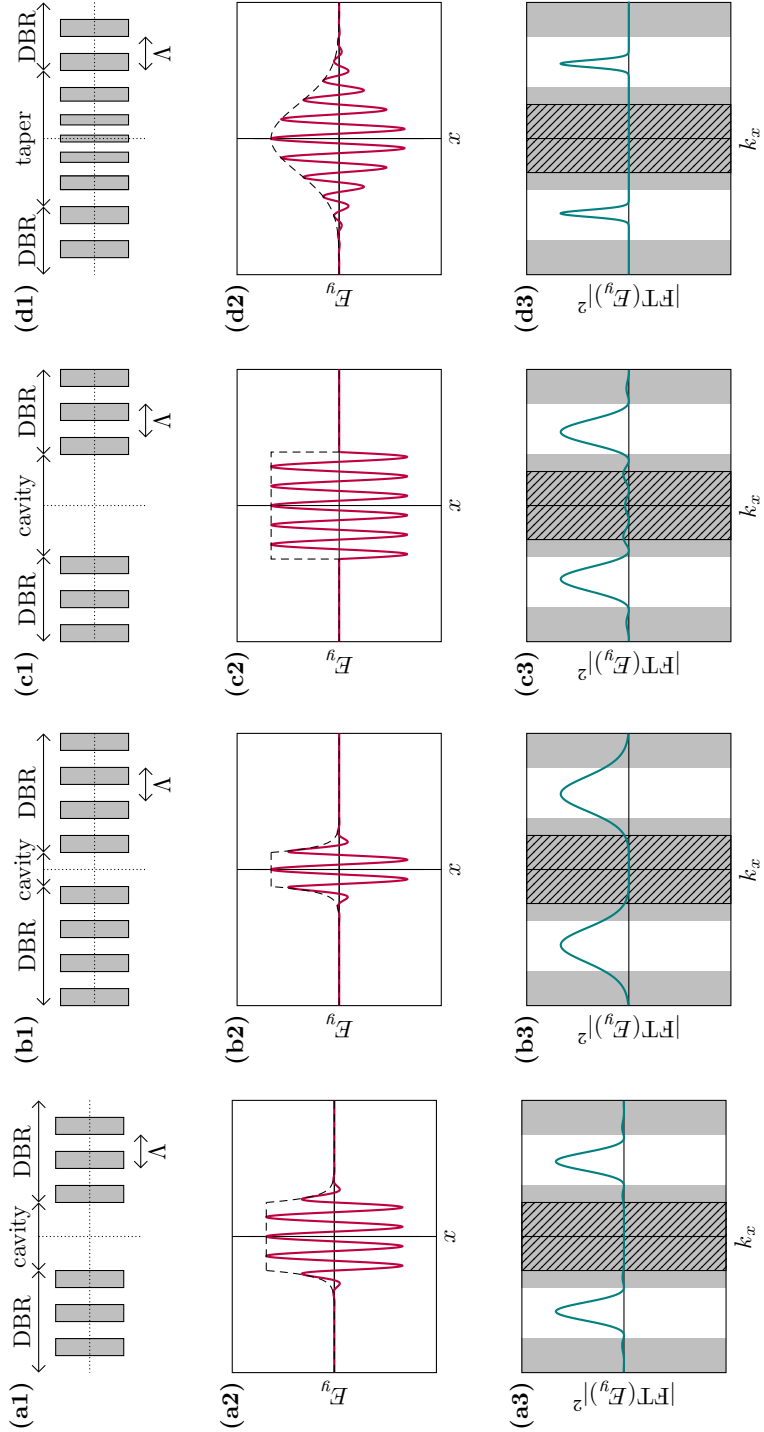 (a1)
DBR cavity DBR
Λ
(b1)
DBR cavity DBR
Λ
(c1)
DBR cavity DBR
Λ
(d1)
DBR taper DBR
Λ
(a2)
E_y
x
(b2)
E_y
x
(c2)
E_y
x
(d2)
E_y
x
(a3)
|FT(E_y)|²
k_x
(b3)
|FT(E_y)|²
k_x
(c3)
|FT(E_y)|²
k_x
(d3)
|FT(E_y)|²
k_x